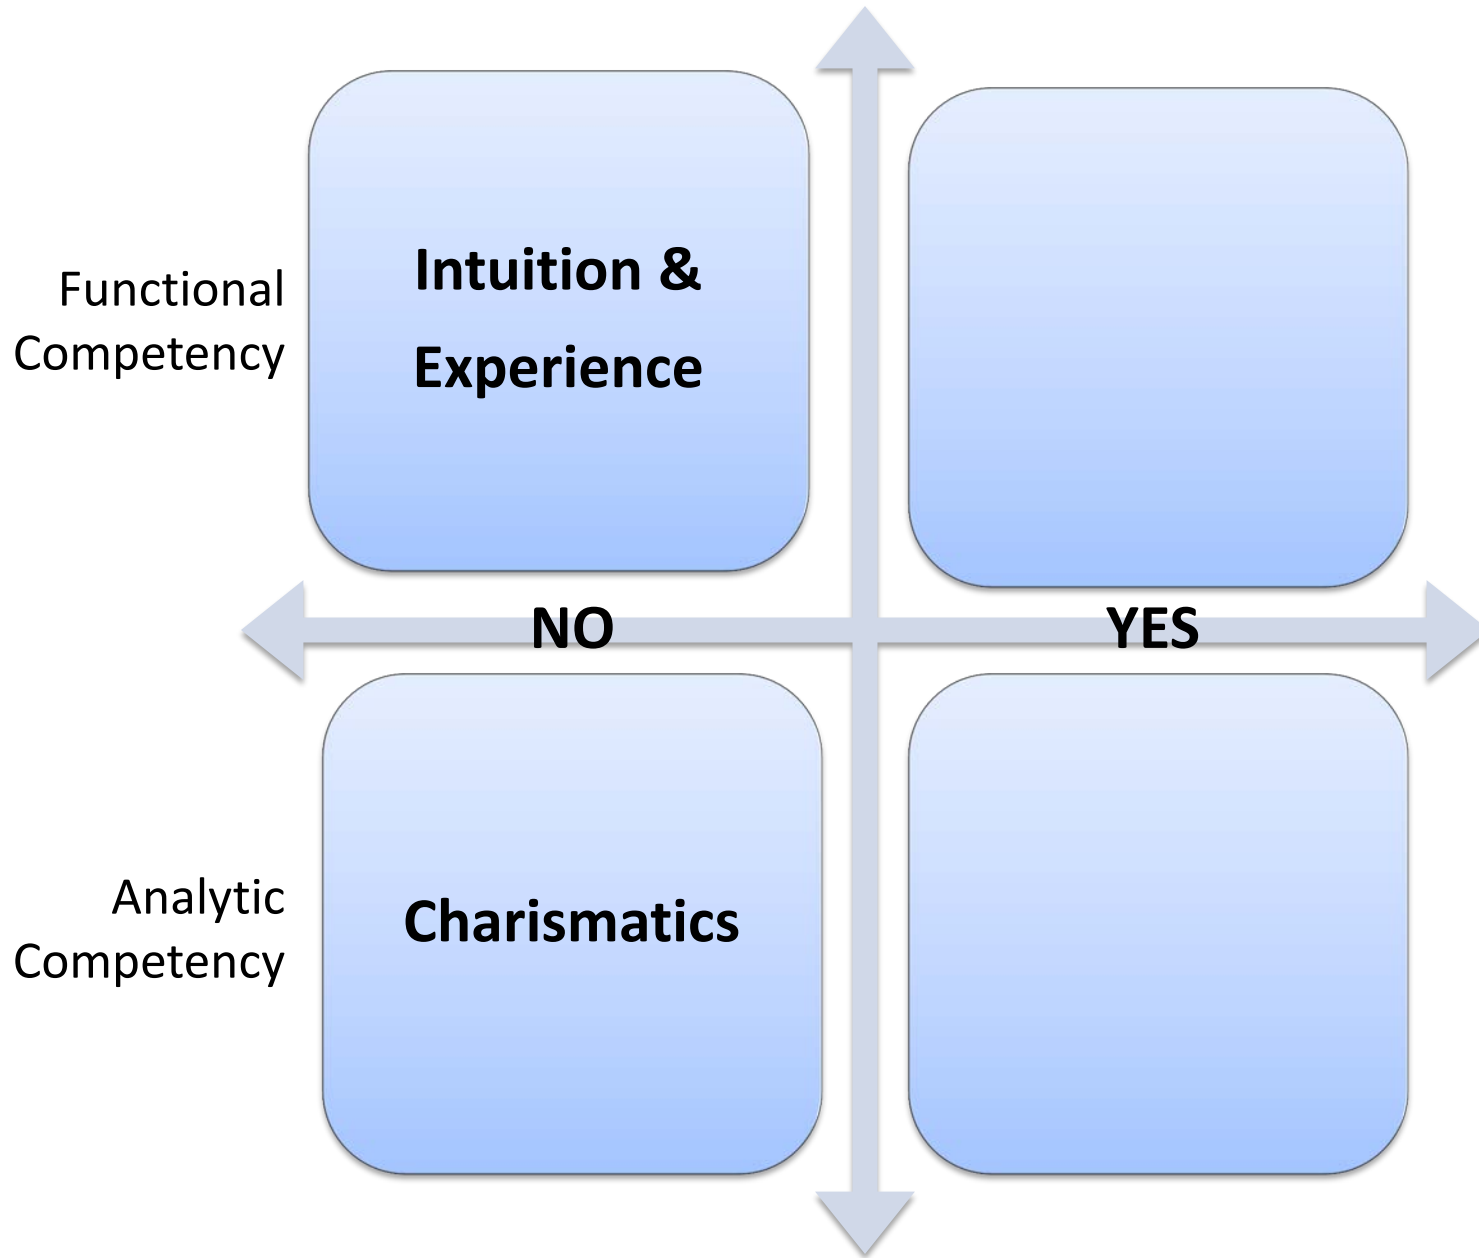 Functional
Competency
Intuition &
Experience
NO
YES
Analytic
Competency
Charismatics